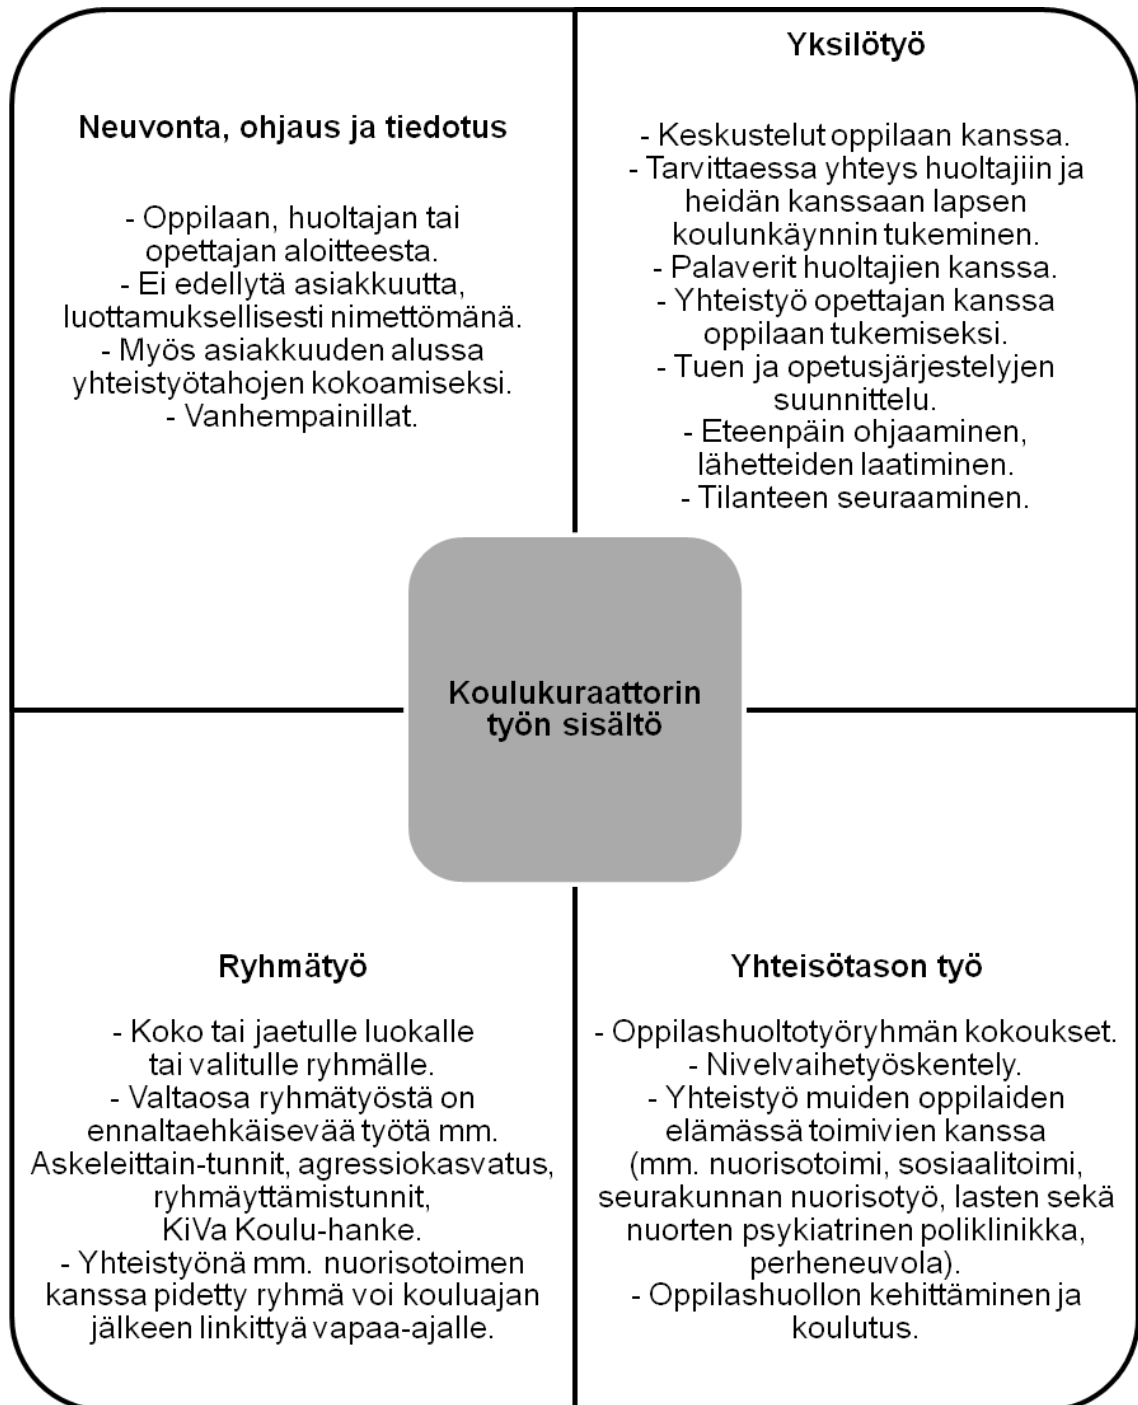 Neuvonta, ohjaus ja tiedotus
- Oppilaan, huoltajan tai
opettajan aloitteesta.
- Ei edellytä asiakkuutta,
luottamuksellisesti nimettömänä.
- Myös asiakkuuden alussa
yhteistyötahojen kokoamiseksi.
- Vanhempainillat.
Yksilötyö
- Keskustelut oppilaan kanssa.
- Tarvittaessa yhteys huoltajiin ja
heidän kanssaan lapsen
koulunkäynnin tukeminen.
- Palaverit huoltajien kanssa.
- Yhteistyö opettajan kanssa
oppilaan tukemiseksi.
- Tuen ja opetusjärjestelyjen
suunnittelu.
- Eteenpäin ohjaaminen,
lähetteiden laatiminen.
- Tilanteen seuraaminen.
Koulukuraattorin
työn sisältö
Ryhmätyö
- Koko tai jaetulle luokalle
tai valitulle ryhmälle.
- Valtaosa ryhmätyöstä on
ennaltaehkäisevää työtä mm.
Askeleittain-tunnit, agressiokasvatus,
ryhmäyttämistunnit,
KiVa Koulu-hanke.
- Yhteistyönä mm. nuorisotoimen
kanssa pidetty ryhmä voi kouluajan
jälkeen linkittyä vapaa-ajalle.
Yhteisötason työ
- Oppilashuoltotyöryhmän kokoukset.
- Nivelvaihetyöskentely.
- Yhteistyö muiden oppilaiden
elämässä toimivien kanssa
(mm. nuorisotoimi, sosiaalitoimi,
seurakunnan nuorisotyö, lasten sekä
nuorten psykiatrinen poliklinikka,
perheneuvola).
- Oppilashuollon kehittäminen ja
koulutus.